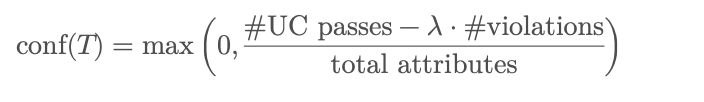 conf(T) = max (0, #UC passes − λ · #violations / total attributes)